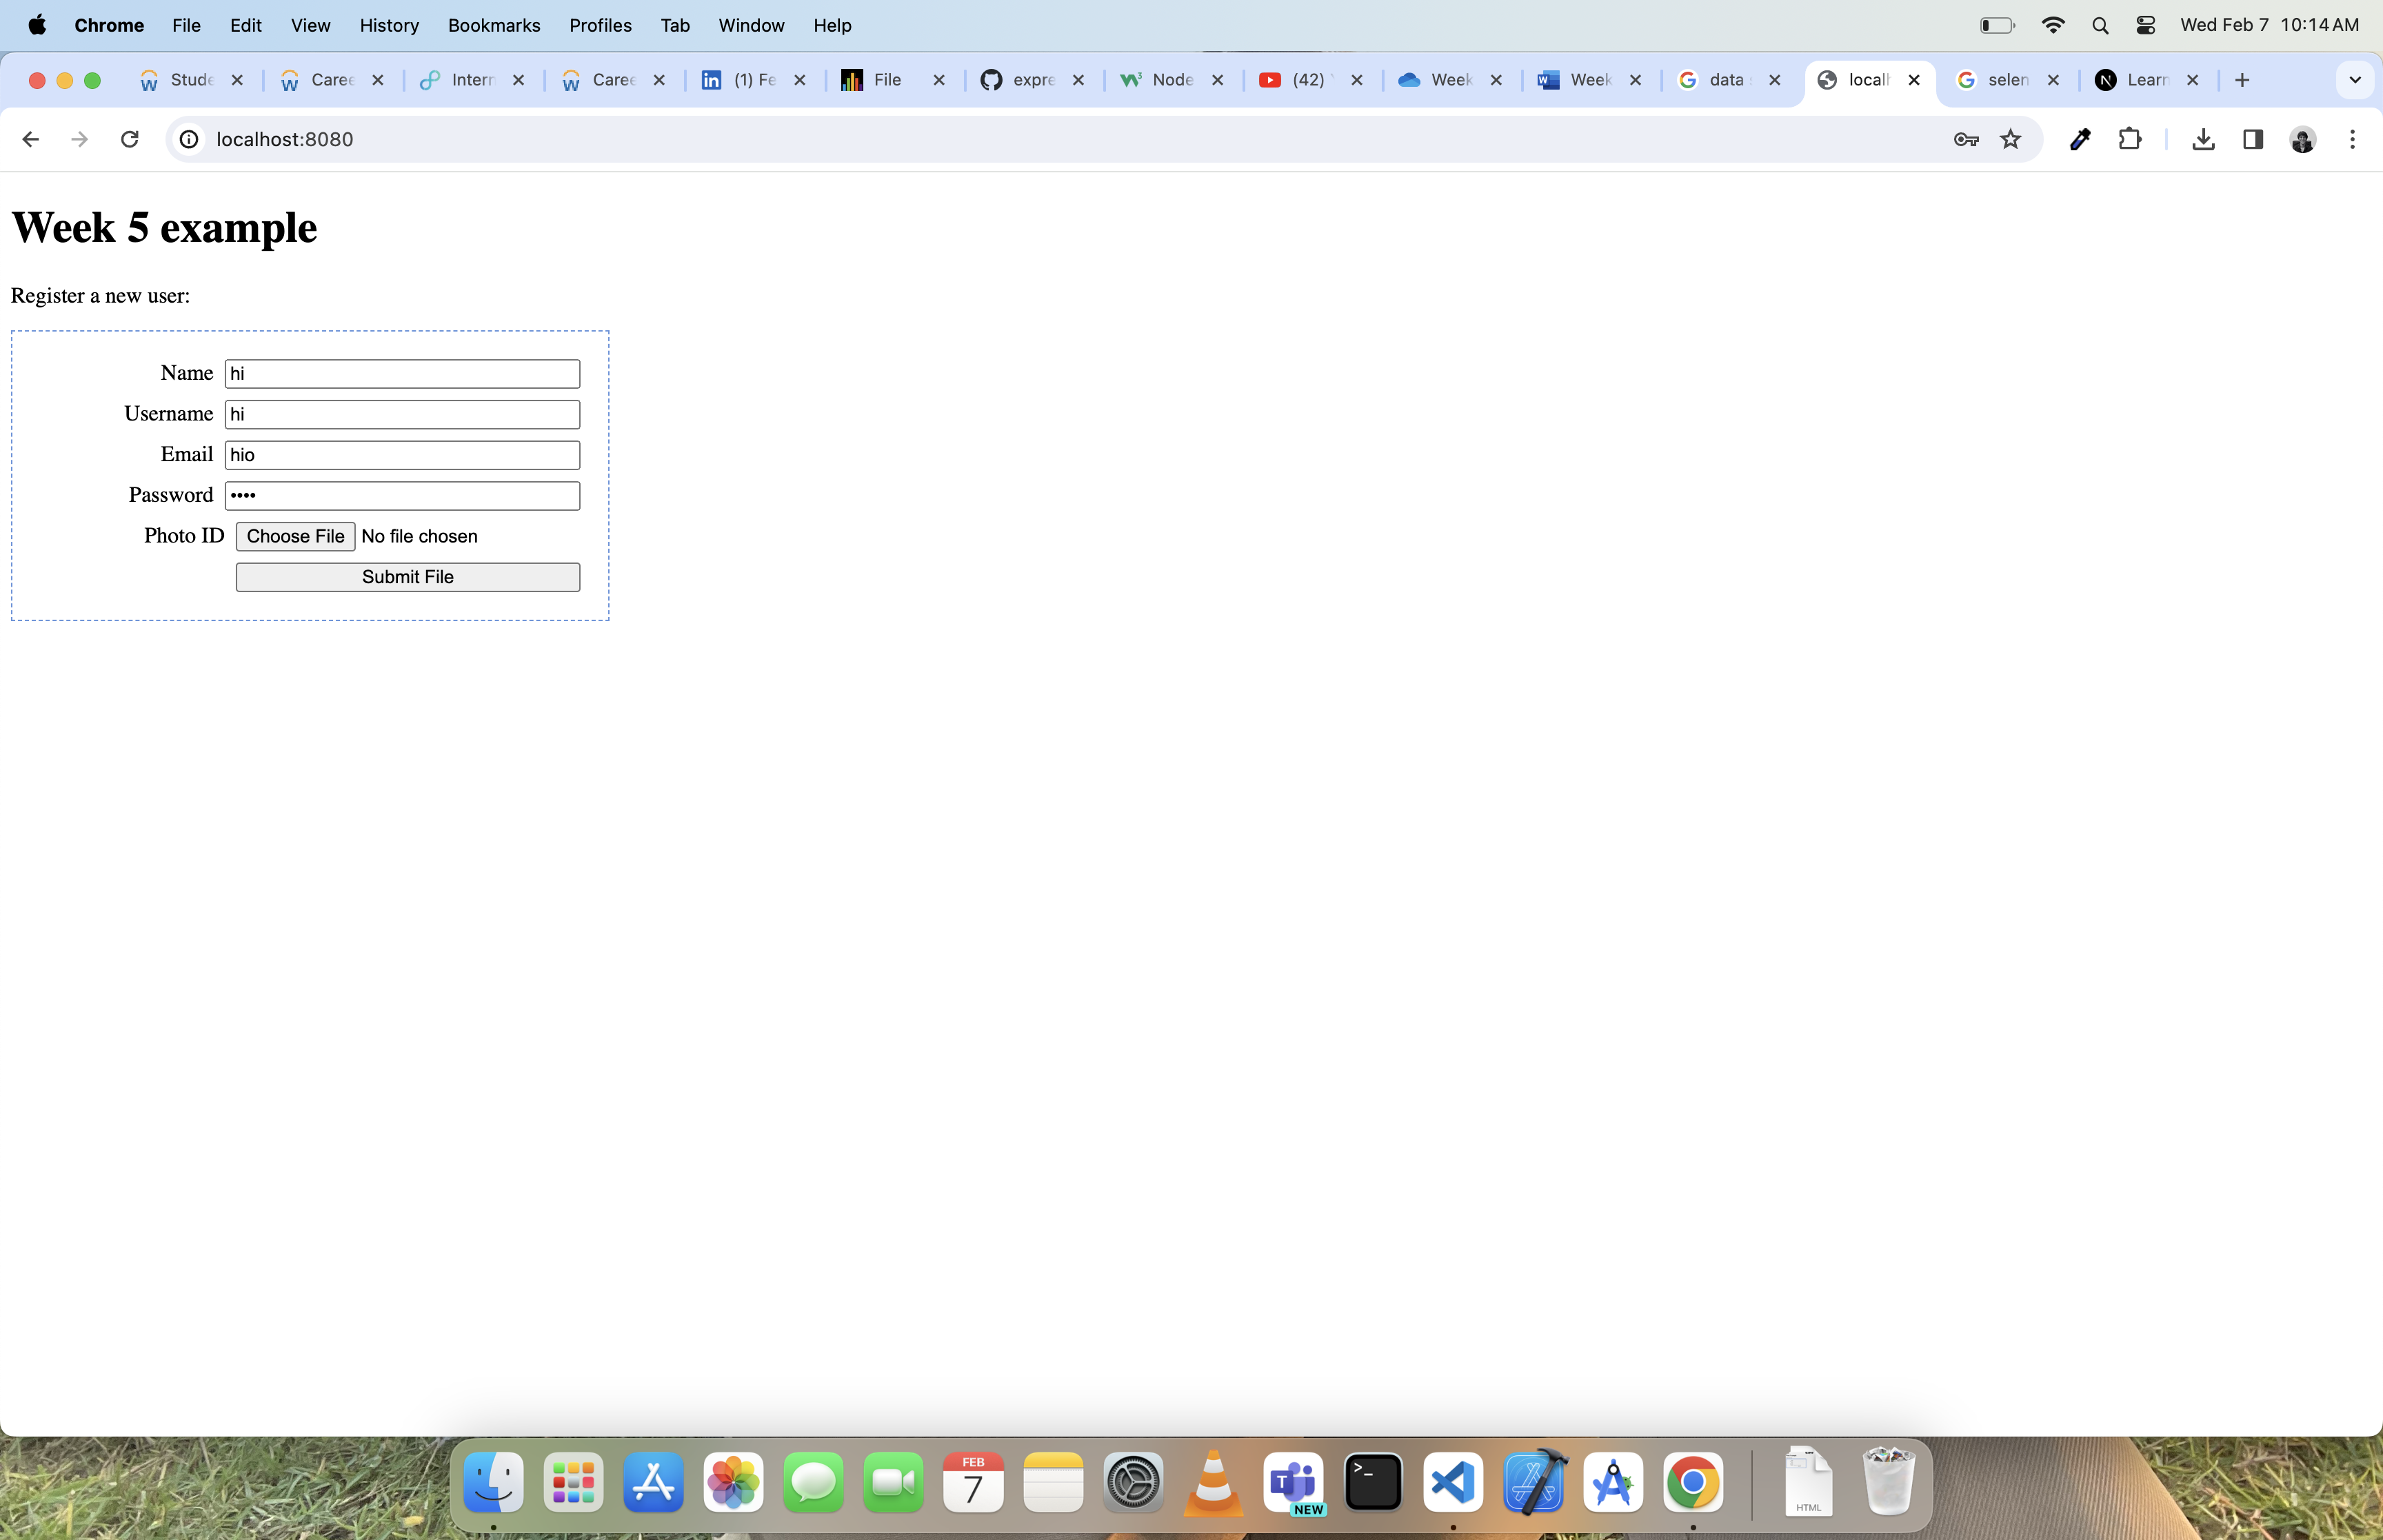 Chrome File Edit View History Bookmarks Profiles Tab Window Help Wed Feb 7 10:14 AM
Stude Caree Intern Caree (1) Fe File expre Node (42) Week Week data localh selen Learn
localhost:8080
Week 5 example
Register a new user:
Name hi
Username hi
Email hio
Password ••••
Photo ID Choose File No file chosen
Submit File
FEB
7
NEW
HTML